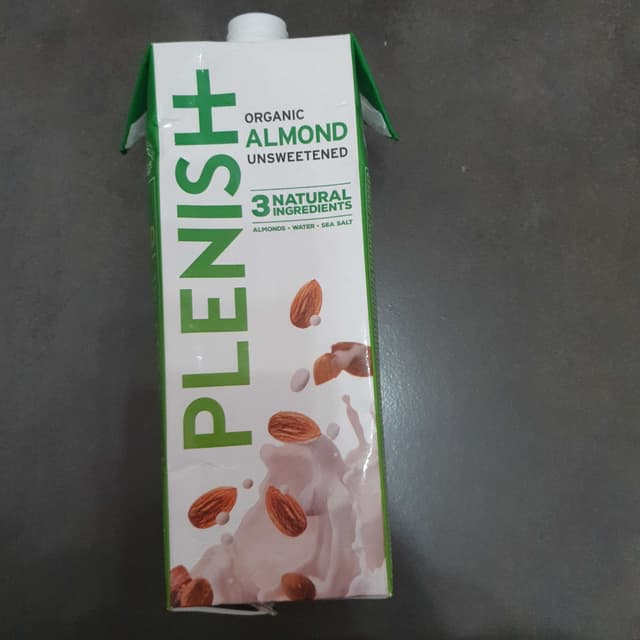 PLENISH
ORGANIC
ALMOND
UNSWEETENED
3 NATURAL
INGREDIENTS
ALMONDS • WATER • SEA SALT